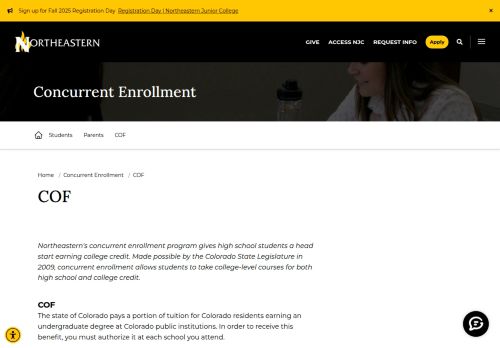 Sign up for Fall 2025 Registration Day Registration Day | Northeastern Junior College ×
NORTHEASTERN GIVE ACCESS NJC REQUEST INFO Apply
Concurrent Enrollment
Students Parents COF
Home / Concurrent Enrollment / COF
COF
Northeastern's concurrent enrollment program gives high school students a head
start earning college credit. Made possible by the Colorado State Legislature in
2009, concurrent enrollment allows students to take college-level courses for both
high school and college credit.
COF
The state of Colorado pays a portion of tuition for Colorado residents earning an
undergraduate degree at Colorado public institutions. In order to receive this
benefit, you must authorize it at each school you attend.